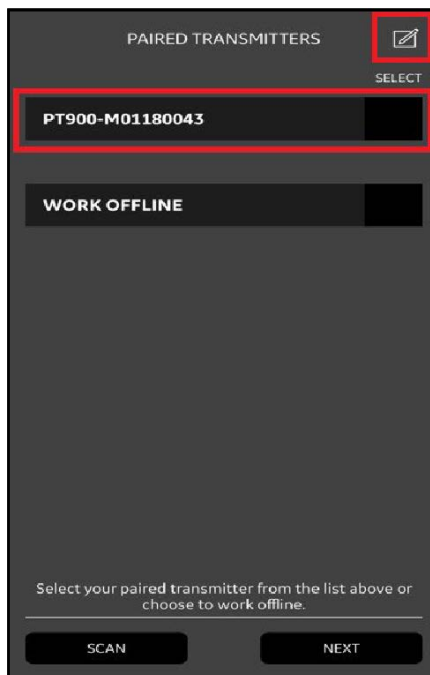 PAIRED TRANSMITTERS
SELECT
PT900-M01180043
WORK OFFLINE
Select your paired transmitter from the list above or
choose to work offline.
SCAN
NEXT